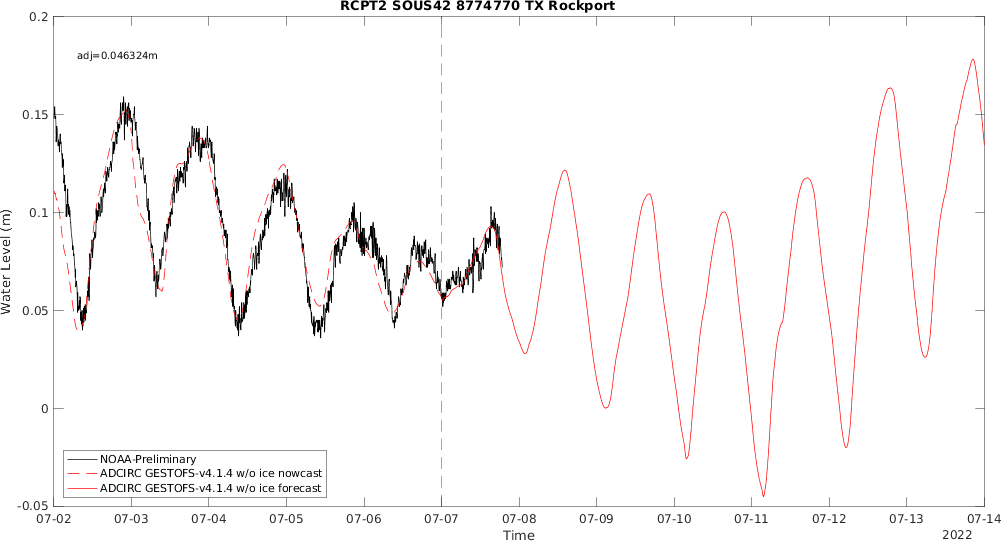 RCPT2 SOUS42 8774770 TX Rockport
adj=0.046324m
0.2
0.15
0.1
0.05
0
-0.05
Water Level (m)
NOAA-Preliminary
ADCIRC GESTOFS-v4.1.4 w/o ice nowcast
ADCIRC GESTOFS-v4.1.4 w/o ice forecast
07-02 07-03 07-04 07-05 07-06 07-07 07-08 07-09 07-10 07-11 07-12 07-13 07-14
Time
2022